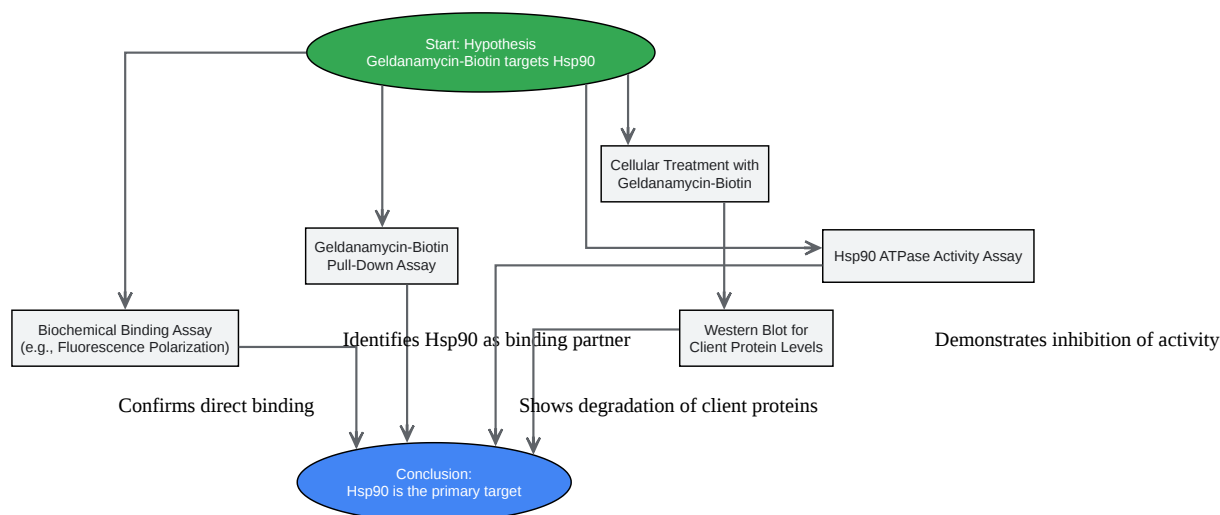 Start: Hypothesis
Geldanamycin-Biotin targets Hsp90
Cellular Treatment with
Geldanamycin-Biotin
Geldanamycin-Biotin
Pull-Down Assay
Hsp90 ATPase Activity Assay
Biochemical Binding Assay
(e.g., Fluorescence Polarization)
Identifies Hsp90 as binding partner
Western Blot for
Client Protein Levels
Demonstrates inhibition of activity
Confirms direct binding
Shows degradation of client proteins
Conclusion:
Hsp90 is the primary target